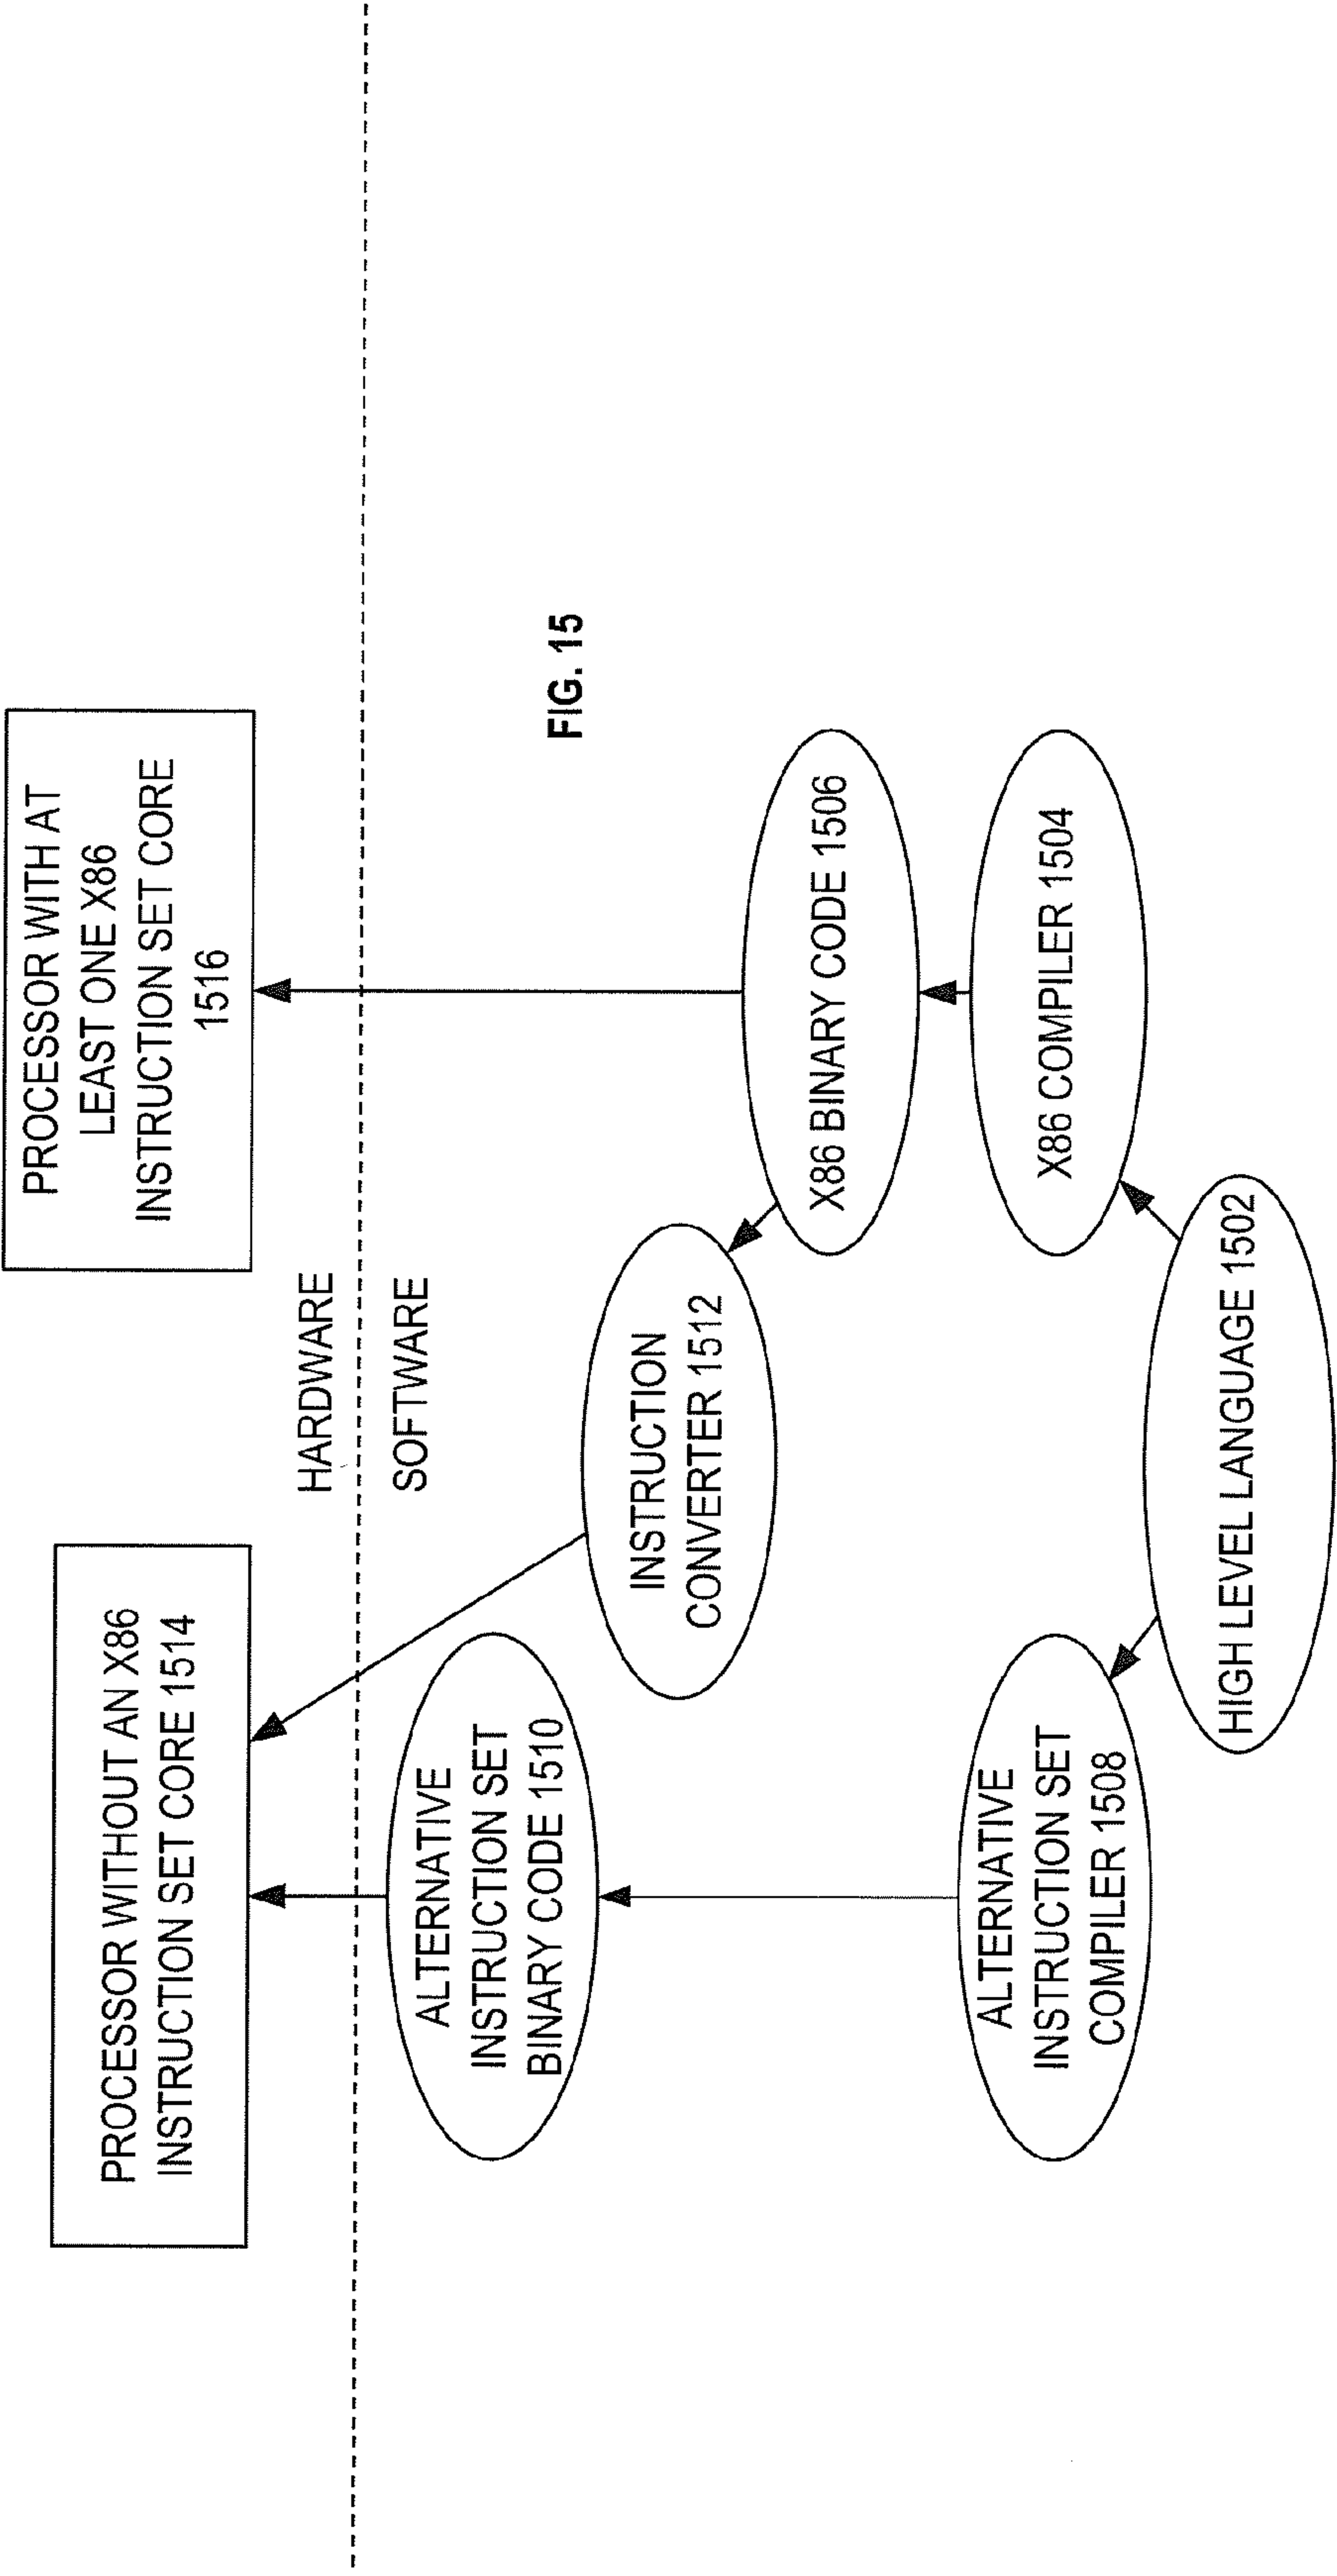 PROCESSOR WITHOUT AN X86
INSTRUCTION SET CORE 1514
PROCESSOR WITH AT
LEAST ONE X86
INSTRUCTION SET CORE
1516
HARDWARE
SOFTWARE
ALTERNATIVE
INSTRUCTION SET
BINARY CODE 1510
INSTRUCTION
CONVERTER 1512
FIG. 15
X86 BINARY CODE 1506
ALTERNATIVE
INSTRUCTION SET
COMPILER 1508
X86 COMPILER 1504
HIGH LEVEL LANGUAGE 1502